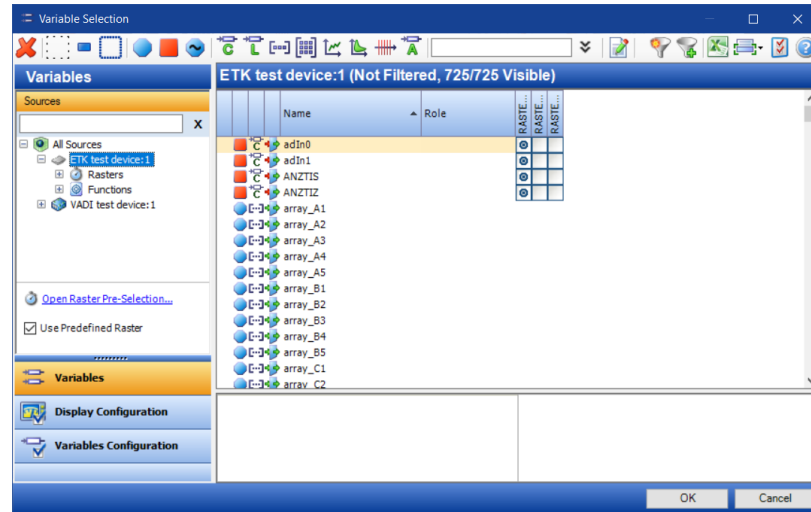 Variable Selection
Variables
Sources
X
All Sources
ETK test device:1
Rasters
Functions
VADI test device:1
Open Raster Pre-Selection...
Use Predefined Raster
Variables
Display Configuration
Variables Configuration
ETK test device:1 (Not Filtered, 725/725 Visible)
Name Role RASTE... RASTE... RASTE...
adIn0
adIn1
ANZTIS
ANZTIZ
array_A1
array_A2
array_A3
array_A4
array_A5
array_B1
array_B2
array_B3
array_B4
array_B5
array_C1
array_C2
OK Cancel